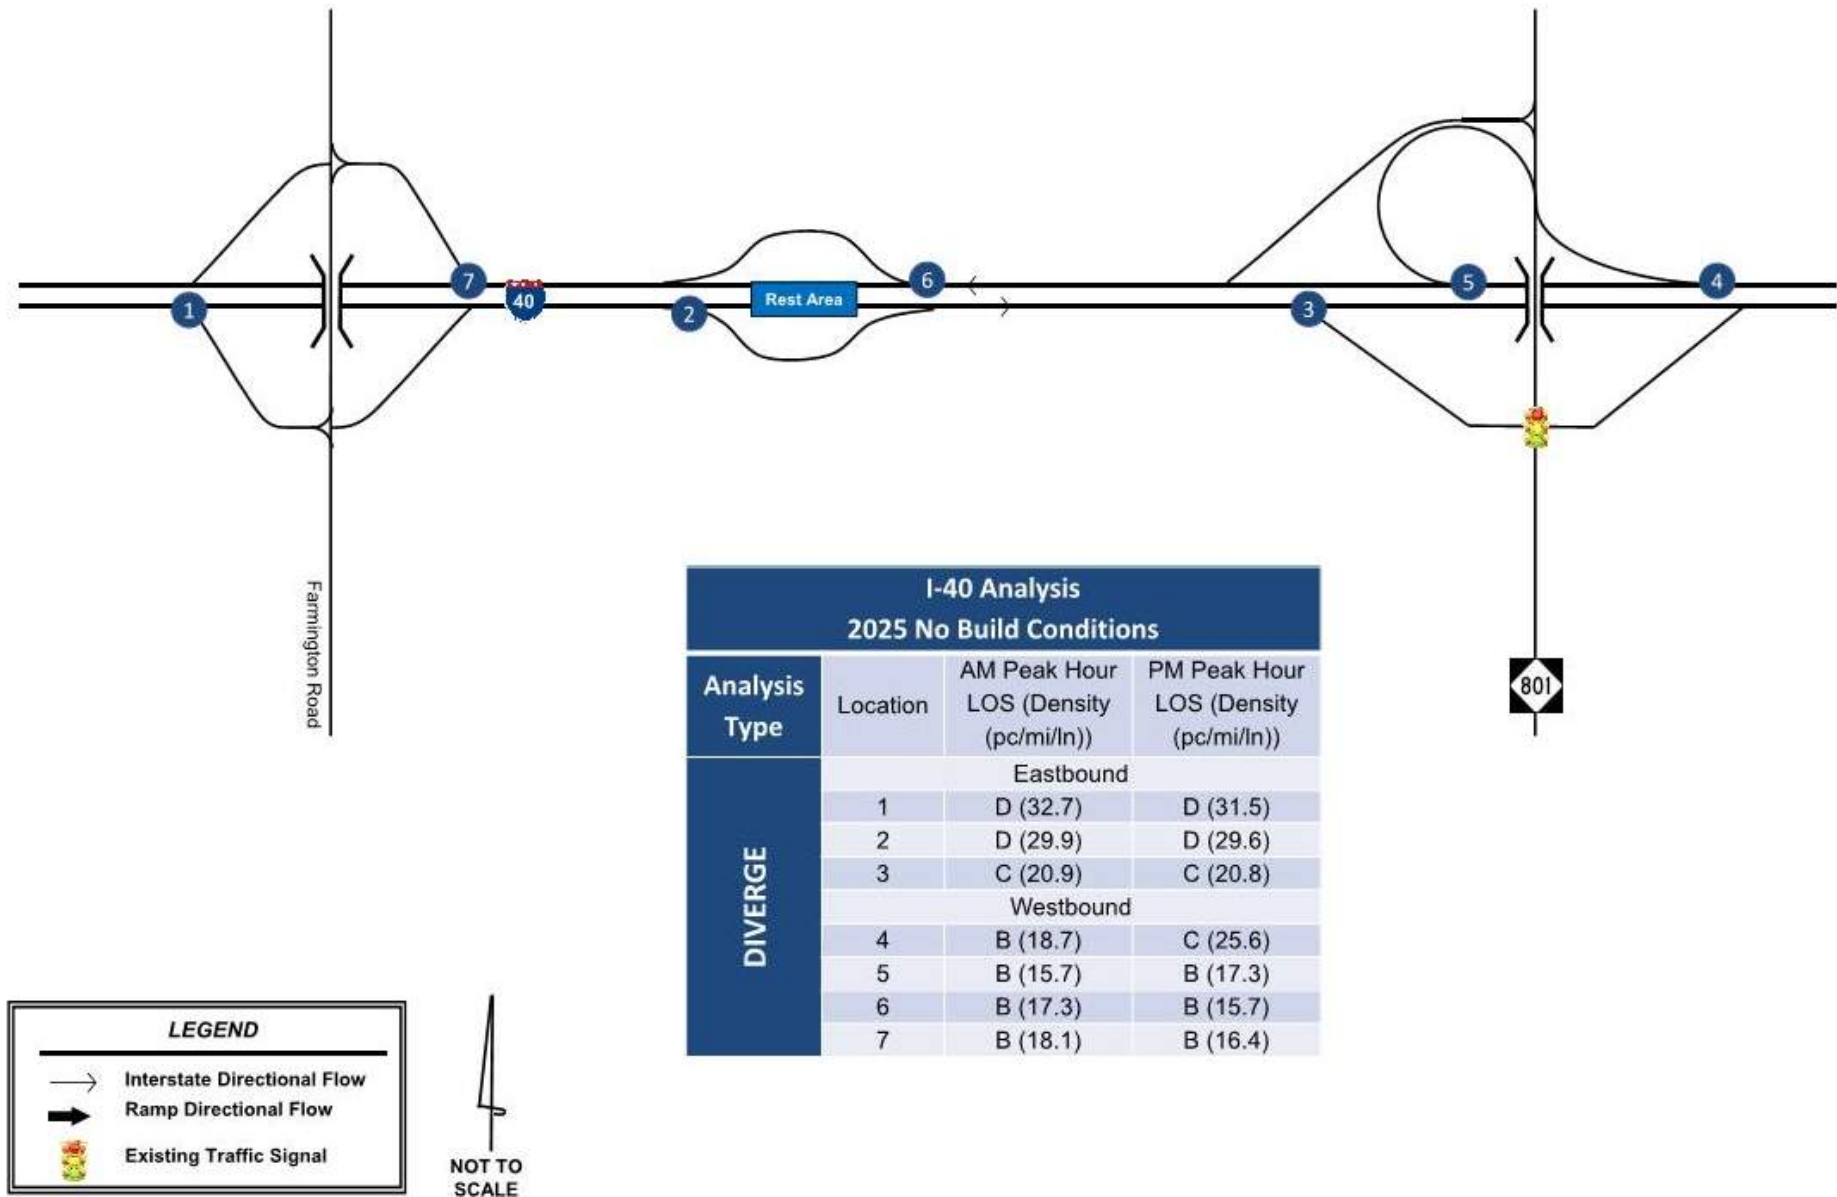 7
6
5
4
40
Rest Area
1
2
3
Farmington Road
801
I-40 Analysis
2025 No Build Conditions
Analysis
Type
Location
AM Peak Hour
LOS (Density
(pc/mi/ln))
PM Peak Hour
LOS (Density
(pc/mi/ln))
DIVERGE
Eastbound
1 D (32.7) D (31.5)
2 D (29.9) D (29.6)
3 C (20.9) C (20.8)
Westbound
4 B (18.7) C (25.6)
5 B (15.7) B (17.3)
6 B (17.3) B (15.7)
7 B (18.1) B (16.4)
LEGEND
Interstate Directional Flow
Ramp Directional Flow
Existing Traffic Signal
NOT TO
SCALE